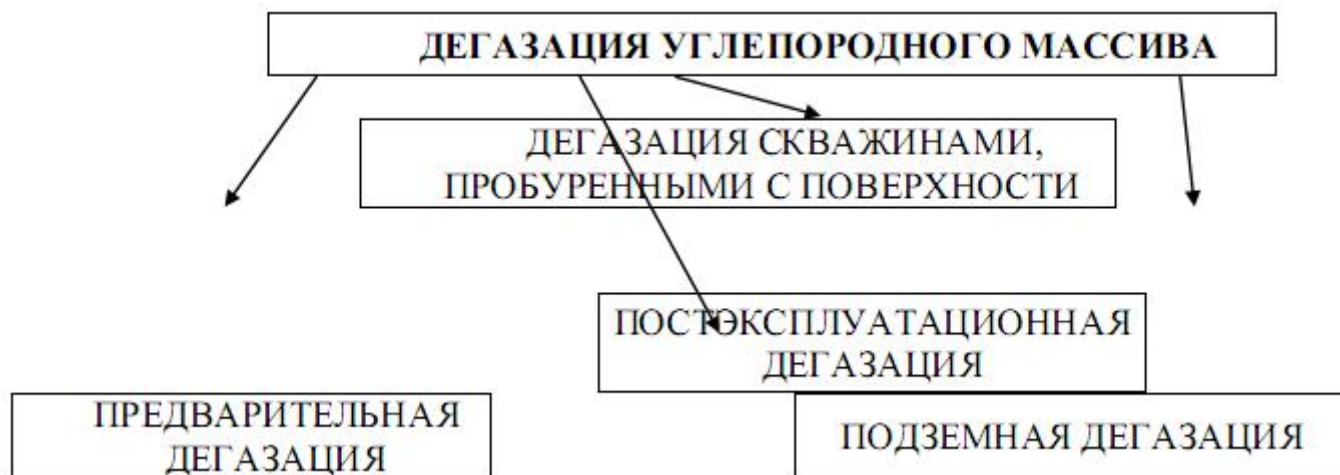 ДЕГАЗАЦИЯ УГЛЕПОРОДНОГО МАССИВА
ДЕГАЗАЦИЯ СКВАЖИНАМИ,
ПРОБУРЕННЫМИ С ПОВЕРХНОСТИ
ПОСТЭКСПЛУАТАЦИОННАЯ
ДЕГАЗАЦИЯ
ПРЕДВАРИТЕЛЬНАЯ
ДЕГАЗАЦИЯ
ПОДЗЕМНАЯ ДЕГАЗАЦИЯ